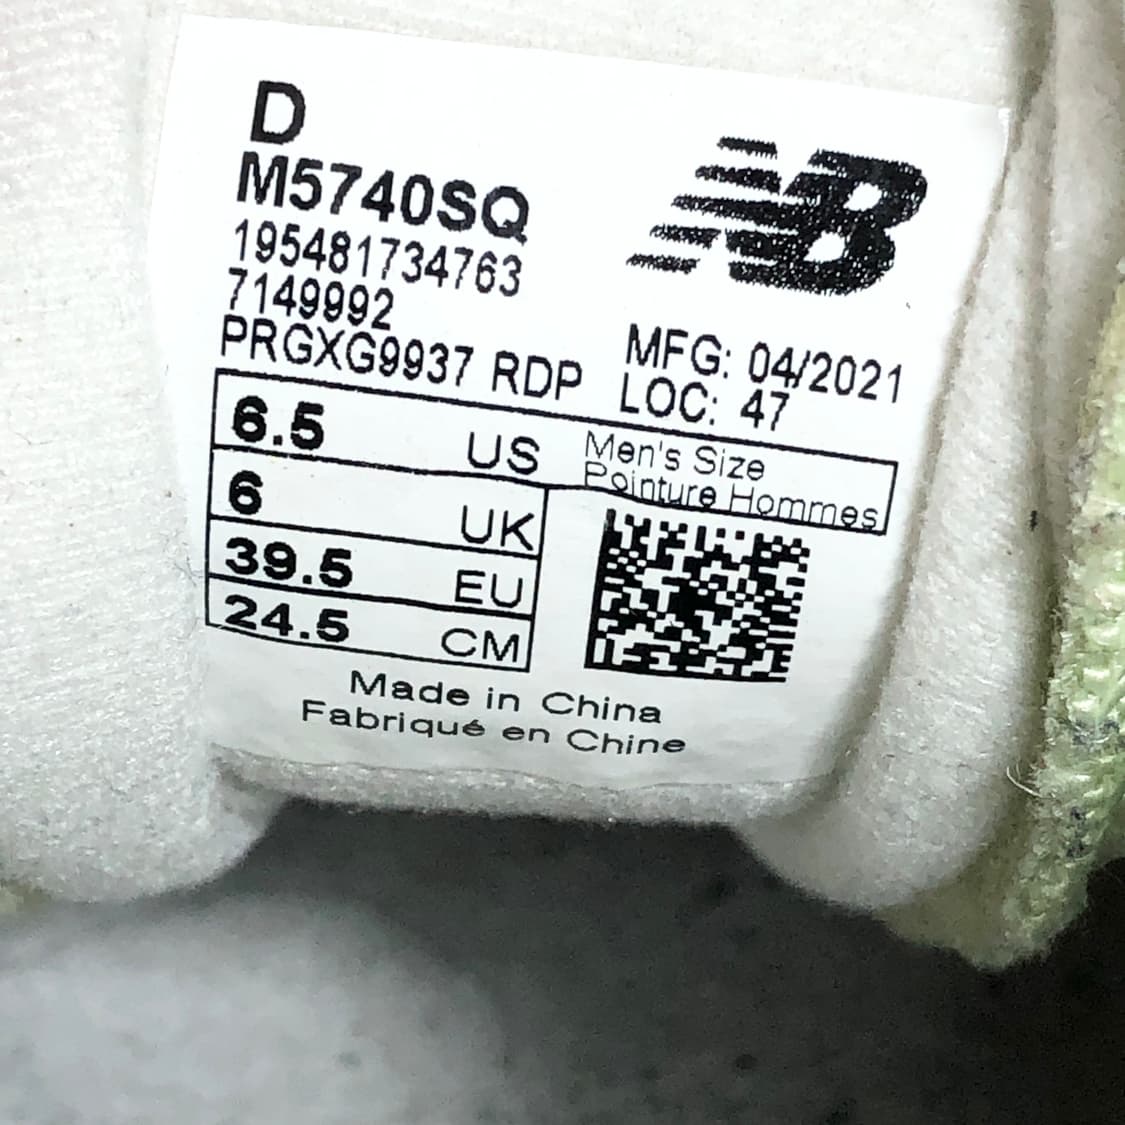 D
M5740SQ
195481734763
7149992
PRGXG9937 RDP
NB
MFG: 04/2021
LOC: 47
6.5 US
Men's Size
Pointure Hommes
6 UK
39.5 EU
24.5 CM
Made in China
Fabriqué en Chine